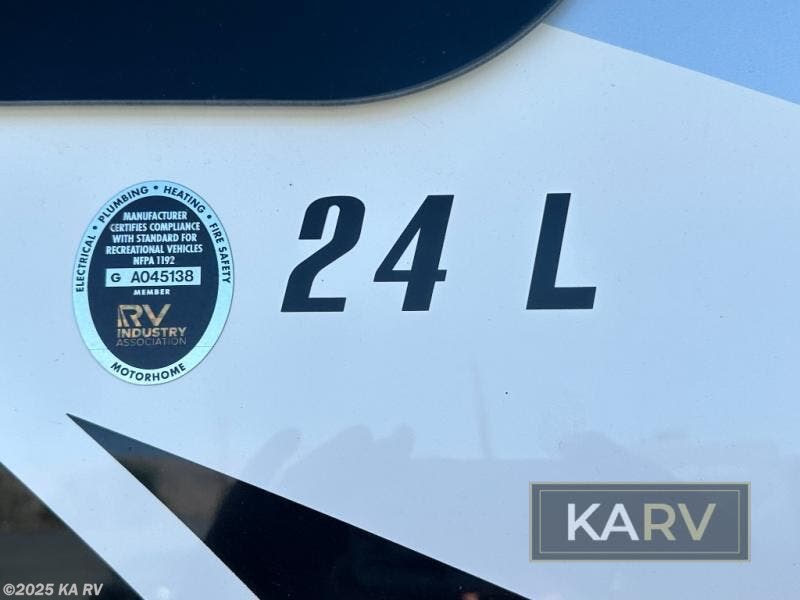 ELECTRICAL • PLUMBING • HEATING • FIRE SAFETY
MANUFACTURER
CERTIFIES COMPLIANCE
WITH STANDARD FOR
RECREATIONAL VEHICLES
NFPA 1192
G A045138
MEMBER
RV
INDUSTRY
ASSOCIATION
MOTORHOME
24 L
KARV
©2025 KA RV